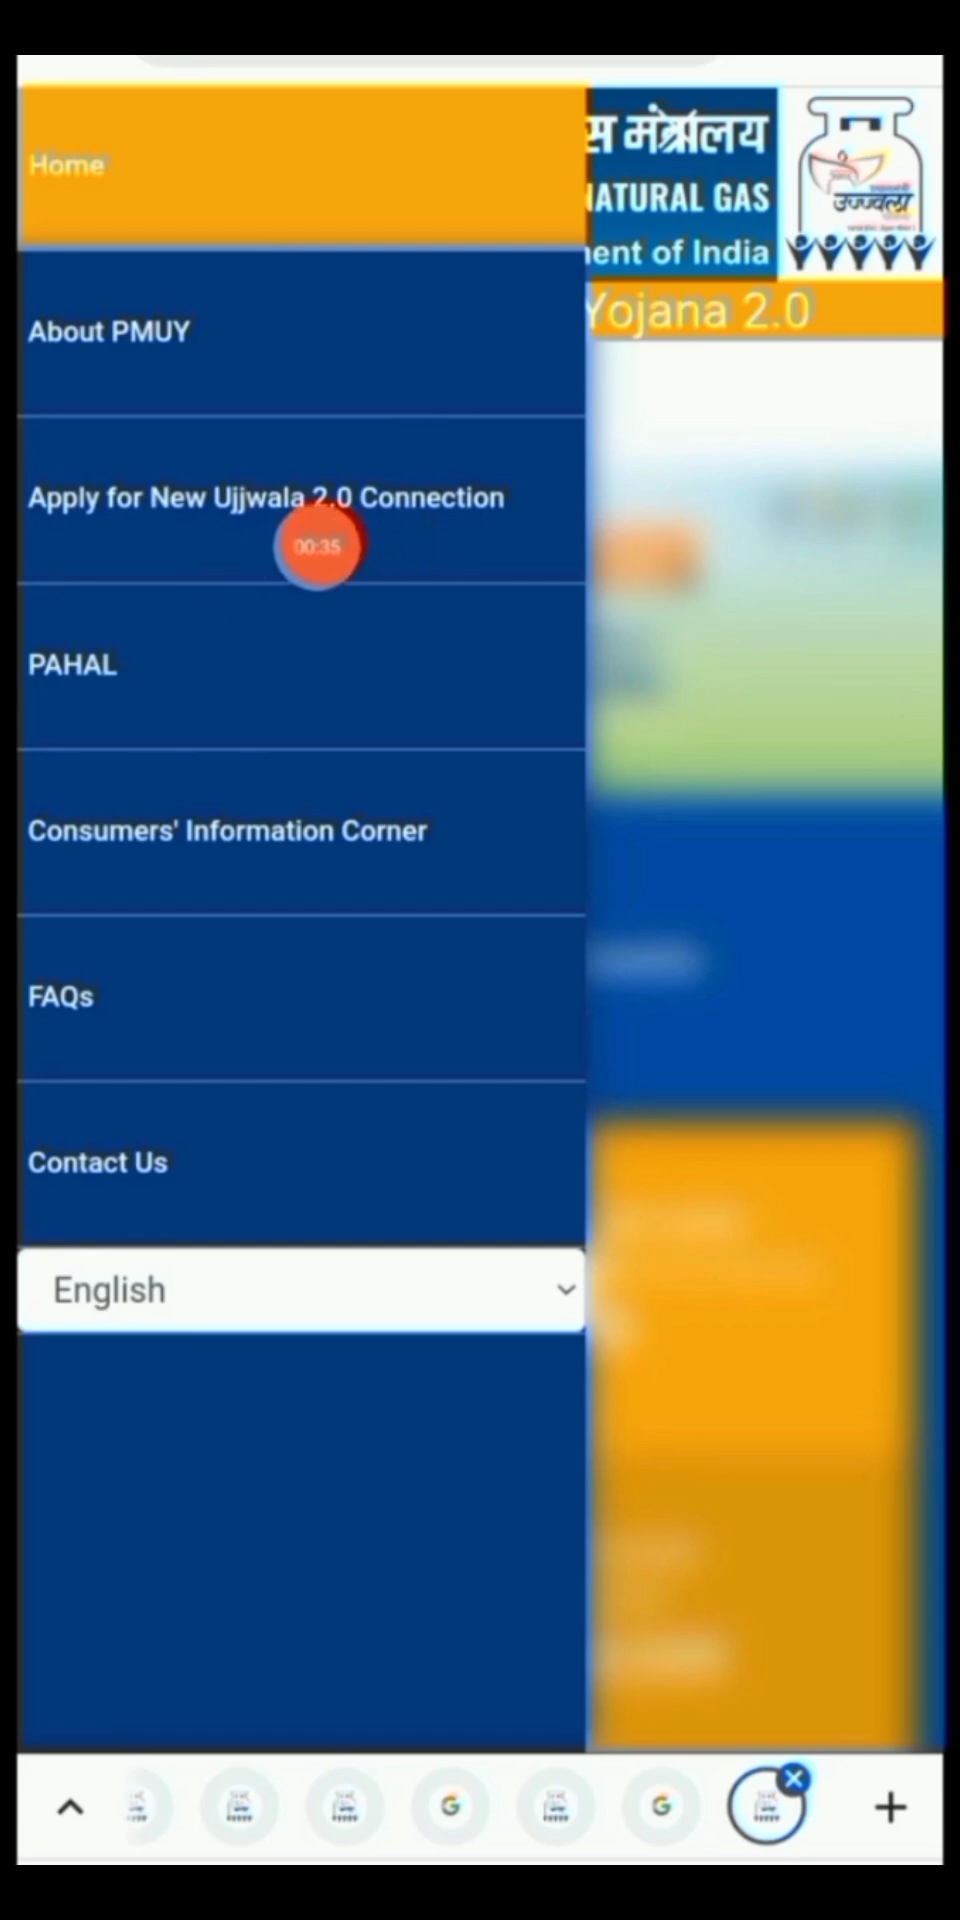 Home
स मंत्रालय
NATURAL GAS
ent of India
उज्ज्वला
Yojana 2.0
About PMUY
Apply for New Ujjwala 2.0 Connection
00:35
PAHAL
Consumers' Information Corner
FAQs
Contact Us
English